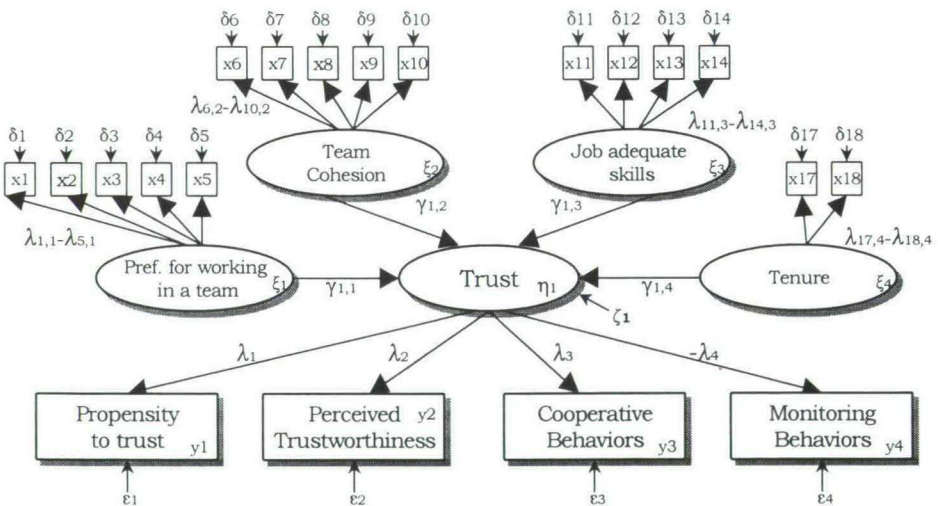 δ6 δ7 δ8 δ9 δ10
x6 x7 x8 x9 x10
λ6,2-λ10,2
δ11 δ12 δ13 δ14
x11 x12 x13 x14
λ11,3-λ14,3
δ1 δ2 δ3 δ4 δ5
x1 x2 x3 x4 x5
λ1,1-λ5,1
δ17 δ18
x17 x18
λ17,4-λ18,4
Team
Cohesion ξ2
Job adequate
skills ξ3
γ1,2 γ1,3
Pref. for working
in a team ξ1
γ1,1
Trust η1
γ1,4
Tenure ξ4
ζ1
λ1 λ2 λ3 -λ4
Propensity
to trust y1
Perceived y2
Trustworthiness
Cooperative
Behaviors y3
Monitoring
Behaviors y4
ε1 ε2 ε3 ε4